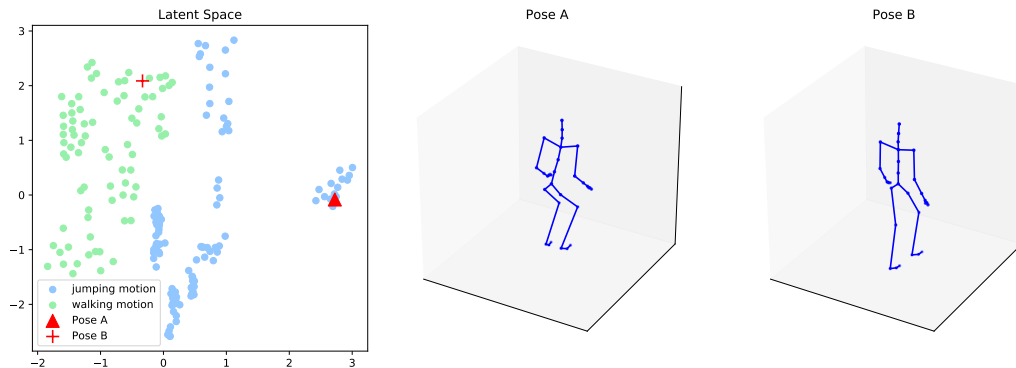 Latent Space
Pose A
Pose B
3
2
1
0
−1
−2
jumping motion
walking motion
Pose A
Pose B
−2
−1
0
1
2
3